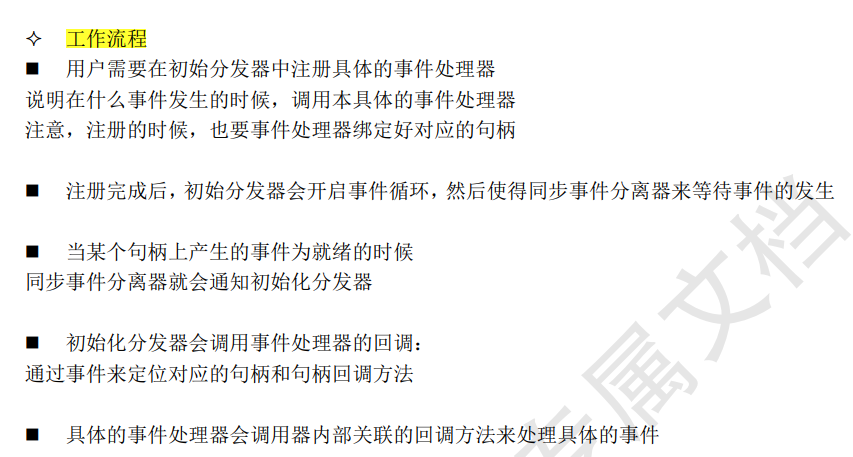 ✧ 工作流程
■ 用户需要在初始分发器中注册具体的事件处理器
说明在什么事件发生的时候，调用本具体的事件处理器
注意，注册的时候，也要事件处理器绑定好对应的句柄
■ 注册完成后，初始分发器会开启事件循环，然后使得同步事件分离器来等待事件的发生
■ 当某个句柄上产生的事件为就绪的时候
同步事件分离器就会通知初始化分发器
■ 初始化分发器会调用事件处理器的回调：
通过事件来定位对应的句柄和句柄回调方法
■ 具体的事件处理器会调用器内部关联的回调方法来处理具体的事件
专属文档